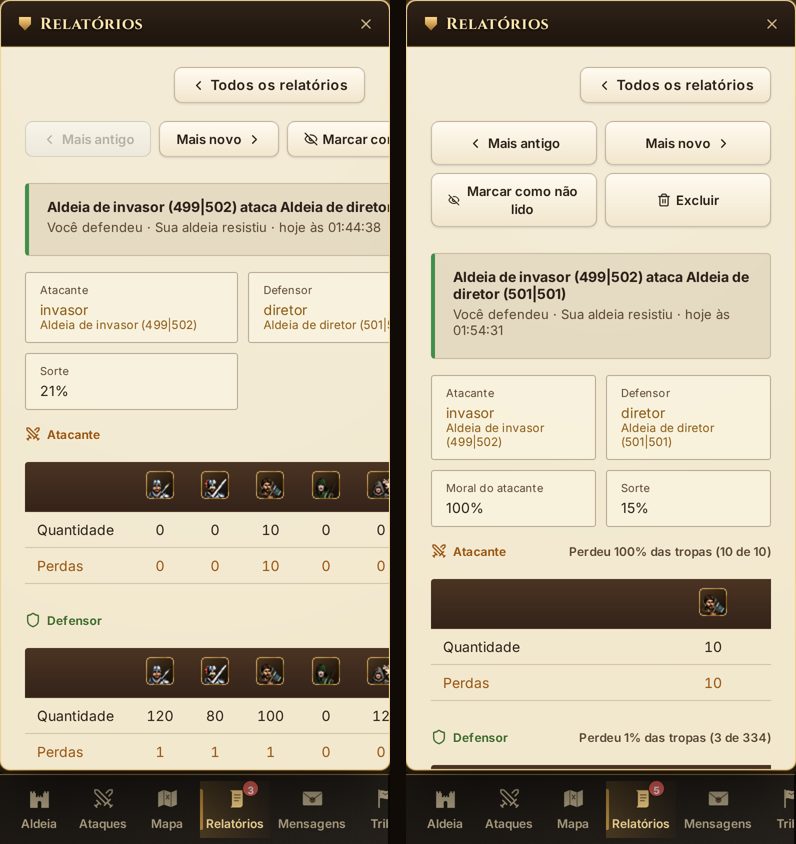 Relatórios
Todos os relatórios
Mais antigo
Mais novo
Marcar co
Aldeia de invasor (499|502) ataca Aldeia de diretor
Você defendeu · Sua aldeia resistiu · hoje às 01:44:38
Atacante
Defensor
invasor
diretor
Aldeia de invasor (499|502)
Aldeia de diretor (501|5
Sorte
21%
Atacante
Quantidade 0 0 10 0 0
Perdas 0 0 10 0 0
Defensor
Quantidade 120 80 100 0 12
Perdas 1 1 1 0 0
3
Aldeia Ataques Mapa Relatórios Mensagens Tril
Relatórios
Todos os relatórios
Mais antigo
Mais novo
Marcar como não
lido
Excluir
Aldeia de invasor (499|502) ataca Aldeia de
diretor (501|501)
Você defendeu · Sua aldeia resistiu · hoje às
01:54:31
Atacante
invasor
Aldeia de invasor
(499|502)
Defensor
diretor
Aldeia de diretor
(501|501)
Moral do atacante
100%
Sorte
15%
Atacante Perdeu 100% das tropas (10 de 10)
Quantidade 10
Perdas 10
Defensor Perdeu 1% das tropas (3 de 334)
5
Aldeia Ataques Mapa Relatórios Mensagens Tri